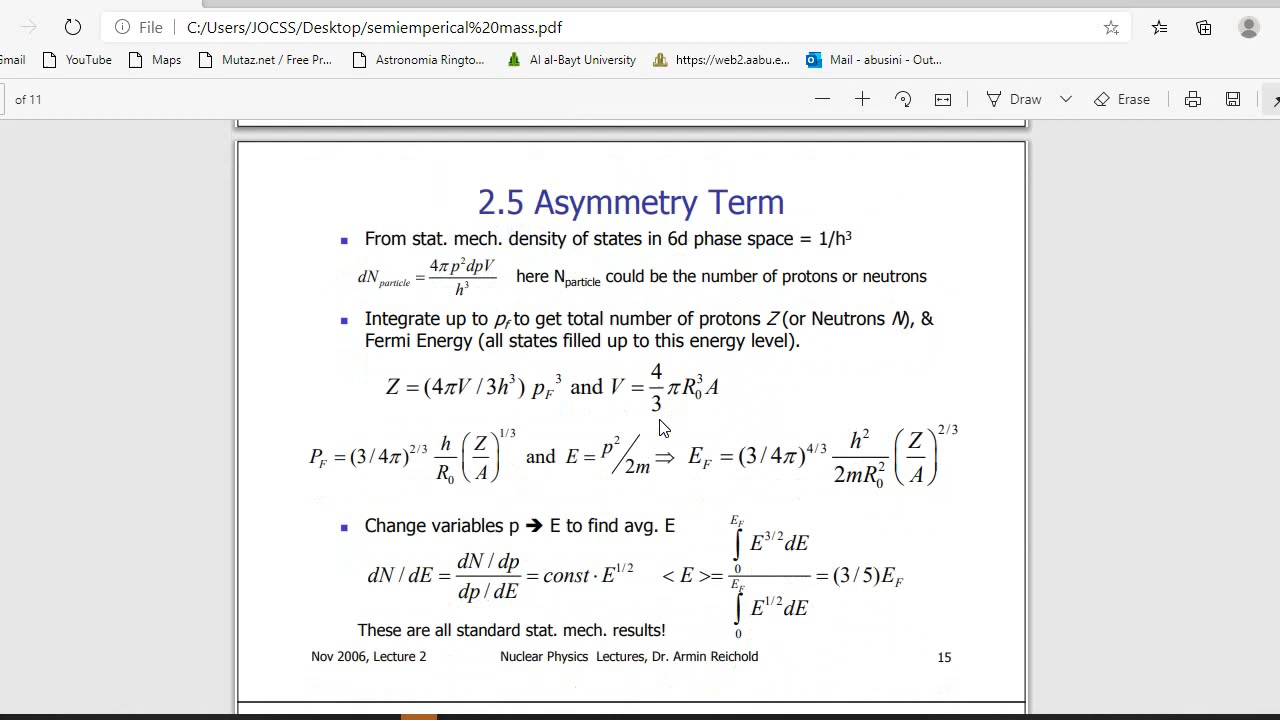 File C:/Users/JOCSS/Desktop/semiemperical%20mass.pdf
Gmail YouTube Maps Mutaz.net / Free Pr... Astronomia Ringto... Al al-Bayt University https://web2.aabu.e... Mail - abusini - Out...
of 11 Draw Erase
2.5 Asymmetry Term
▪ From stat. mech. density of states in 6d phase space = 1/h³
dN_particle = 4πp²dpV / h³ here N_particle could be the number of protons or neutrons
▪ Integrate up to p_f to get total number of protons Z (or Neutrons N), &
Fermi Energy (all states filled up to this energy level).
Z = (4πV / 3h³) p_F³ and V = 4/3 πR₀³A
P_F = (3/4π)^{2/3} h/R₀ (Z/A)^{1/3} and E = p²/2m ⇒ E_F = (3/4π)^{4/3} h²/2mR₀² (Z/A)^{2/3}
▪ Change variables p ➔ E to find avg. E
dN/dE = (dN/dp)/(dp/dE) = const · E^{1/2} < E >= ∫₀^{E_F} E^{3/2}dE / ∫₀^{E_F} E^{1/2}dE = (3/5)E_F
These are all standard stat. mech. results!
Nov 2006, Lecture 2 Nuclear Physics Lectures, Dr. Armin Reichold 15